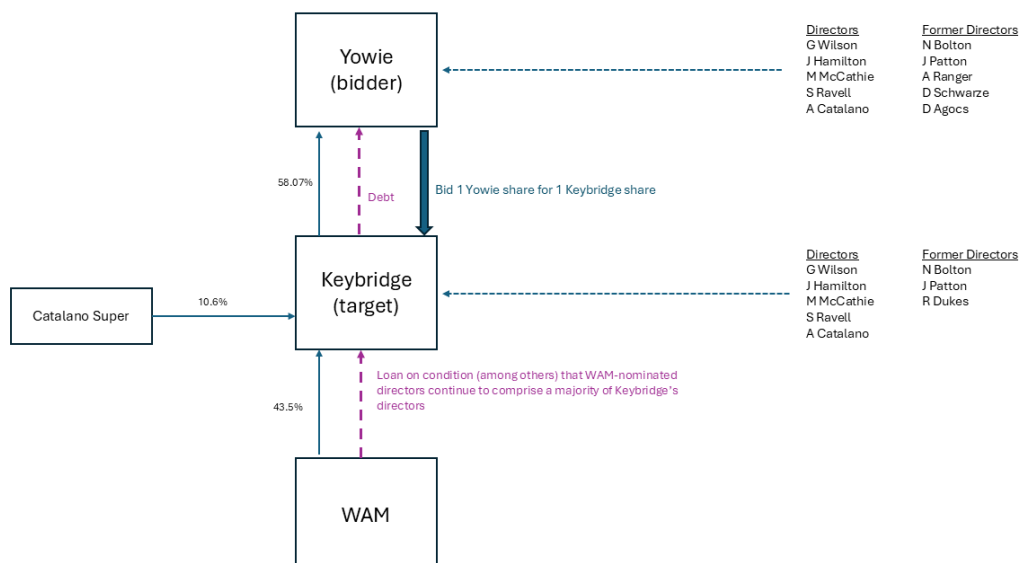 Yowie
(bidder)
Directors
G Wilson
J Hamilton
M McCathie
S Ravell
A Catalano
Former Directors
N Bolton
J Patton
A Ranger
D Schwarze
D Agocs
58.07%
Debt
Bid 1 Yowie share for 1 Keybridge share
Keybridge
(target)
Directors
G Wilson
J Hamilton
M McCathie
S Ravell
A Catalano
Former Directors
N Bolton
J Patton
R Dukes
Catalano Super
10.6%
43.5%
Loan on condition (among others) that WAM-nominated
directors continue to comprise a majority of Keybridge's
directors
WAM